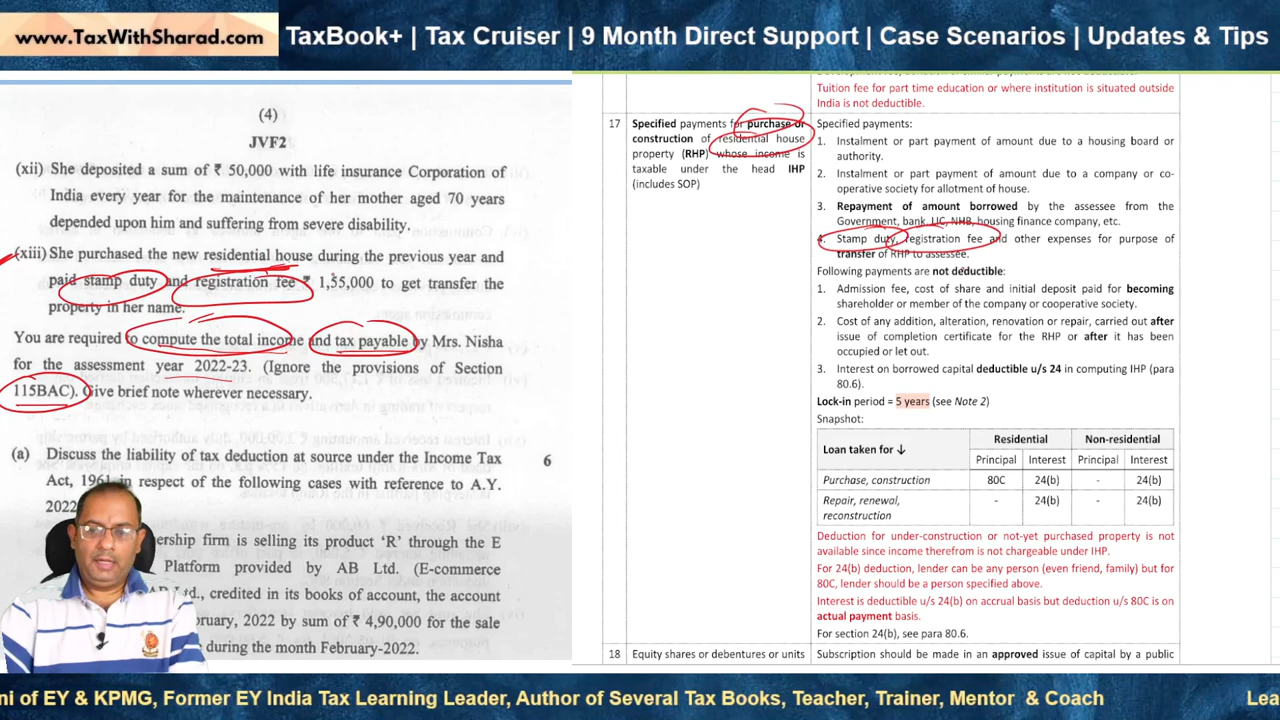 www.TaxWithSharad.com
TaxBook+ | Tax Cruiser | 9 Month Direct Support | Case Scenarios | Updates & Tips
(4)
JVF2
(xii) She deposited a sum of ₹ 50,000 with life insurance Corporation of
India every year for the maintenance of her mother aged 70 years
depended upon him and suffering from severe disability.
(xiii) She purchased the new residential house during the previous year and
paid stamp duty and registration fee ₹ 1,55,000 to get transfer the
property in her name.
You are required to compute the total income and tax payable by Mrs. Nisha
for the assessment year 2022-23. (Ignore the provisions of Section
115BAC). Give brief note wherever necessary.
(a) Discuss the liability of tax deduction at source under the Income Tax 6
Act, 1961 in respect of the following cases with reference to A.Y.
2022
ership firm is selling its product ‘R’ through the E
Platform provided by AB Ltd. (E-commerce
td., credited in its books of account, the account
bruary, 2022 by sum of ₹ 4,90,000 for the sale
during the month February-2022.
Tuition fee for part time education or where institution is situated outside
India is not deductible.
17
Specified payments for purchase or
construction of residential house
property (RHP) whose income is
taxable under the head IHP
(includes SOP)
Specified payments:
1. Instalment or part payment of amount due to a housing board or
authority.
2. Instalment or part payment of amount due to a company or co-
operative society for allotment of house.
3. Repayment of amount borrowed by the assessee from the
Government, bank, LIC, NHB, housing finance company, etc.
4. Stamp duty, registration fee and other expenses for purpose of
transfer of RHP to assessee.
Following payments are not deductible:
1. Admission fee, cost of share and initial deposit paid for becoming
shareholder or member of the company or cooperative society.
2. Cost of any addition, alteration, renovation or repair, carried out after
issue of completion certificate for the RHP or after it has been
occupied or let out.
3. Interest on borrowed capital deductible u/s 24 in computing IHP (para
80.6).
Lock-in period = 5 years (see Note 2)
Snapshot:
Loan taken for ↓ Residential Non-residential
Principal Interest Principal Interest
Purchase, construction 80C 24(b) - 24(b)
Repair, renewal, - 24(b) - 24(b)
reconstruction
Deduction for under-construction or not-yet purchased property is not
available since income therefrom is not chargeable under IHP.
For 24(b) deduction, lender can be any person (even friend, family) but for
80C, lender should be a person specified above.
Interest is deductible u/s 24(b) on accrual basis but deduction u/s 80C is on
actual payment basis.
For section 24(b), see para 80.6.
18 Equity shares or debentures or units Subscription should be made in an approved issue of capital by a public
ni of EY & KPMG, Former EY India Tax Learning Leader, Author of Several Tax Books, Teacher, Trainer, Mentor & Coach Lea